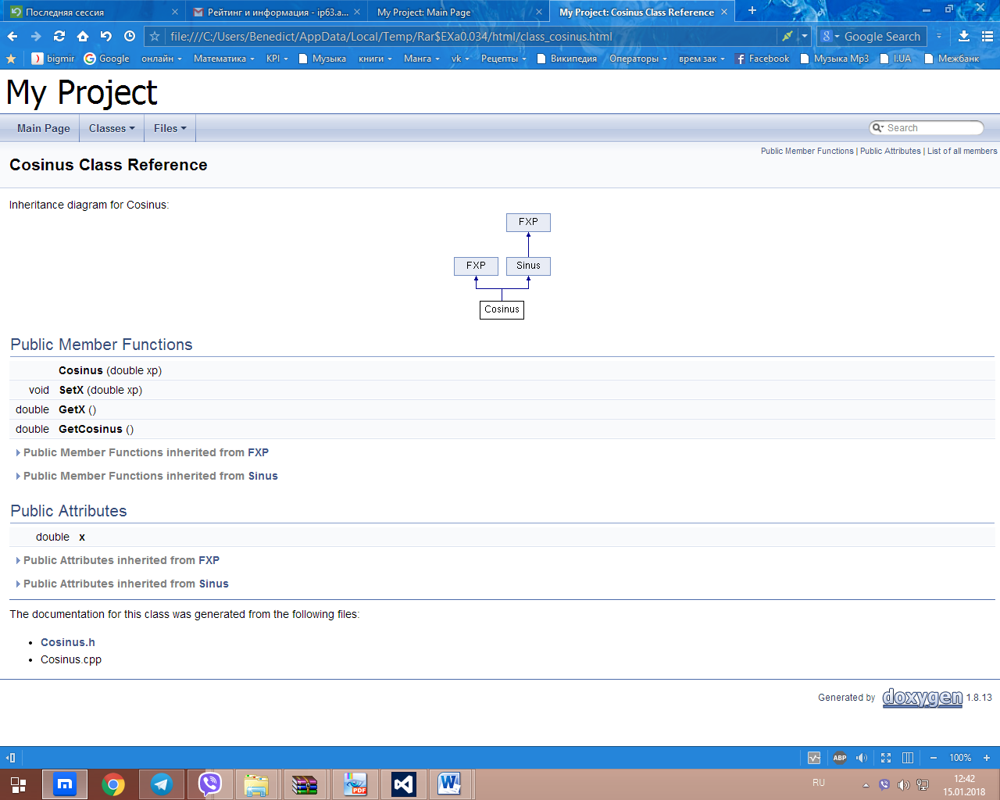 Последняя сессия
Рейтинг и информация - ip63.a...
My Project: Main Page
My Project: Cosinus Class Reference
file:///C:/Users/Benedict/AppData/Local/Temp/Rar$EXa0.034/html/class_cosinus.html
Google Search
bigmir
Google
онлайн
Математика
KPI
Музыка
книги
Манга
vk
Рецепты
Википедия
Операторы
врем зак
Facebook
Музыка Mp3
I.UA
Межбанк
My Project
Main Page
Classes
Files
Search
Public Member Functions | Public Attributes | List of all members
Cosinus Class Reference
Inheritance diagram for Cosinus:
FXP
FXP
Sinus
Cosinus
Public Member Functions
Cosinus (double xp)
void SetX (double xp)
double GetX ()
double GetCosinus ()
Public Member Functions inherited from FXP
Public Member Functions inherited from Sinus
Public Attributes
double x
Public Attributes inherited from FXP
Public Attributes inherited from Sinus
The documentation for this class was generated from the following files:
• Cosinus.h
• Cosinus.cpp
Generated by doxygen 1.8.13
ABP
100%
PDF
RU
12:42
15.01.2018